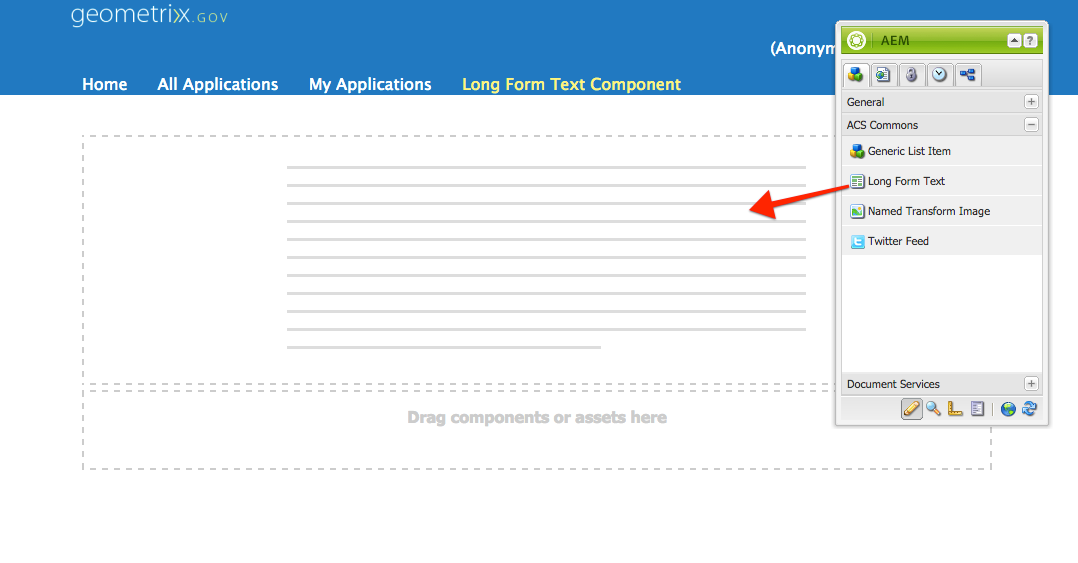 geometrixx.GOV
(Anonym
Home All Applications My Applications Long Form Text Component
AEM
?
General
ACS Commons
Generic List Item
Long Form Text
Named Transform Image
Twitter Feed
Document Services
Drag components or assets here